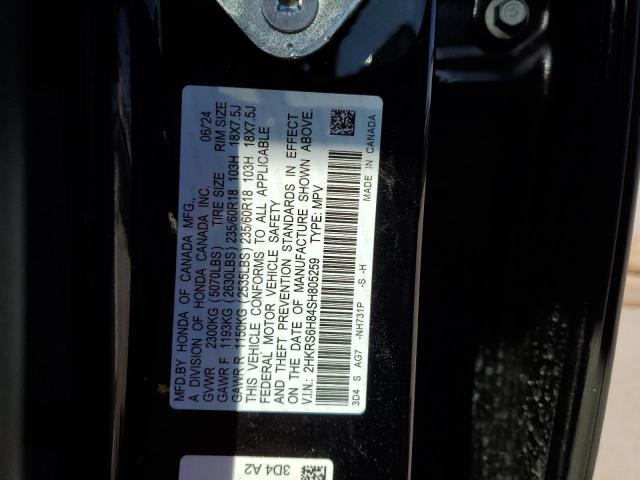 MFD.BY HONDA OF CANADA MFG.,
A DIVISION OF HONDA CANADA INC. 06/'24
GVWR 2300KG (5070LBS) TIRE SIZE RIM SIZE
GAWR F 1193KG (2630LBS) 235/60R18 103H 18X7.5J
GAWR R 1150KG (2535LBS) 235/60R18 103H 18X7.5J
THIS VEHICLE CONFORMS TO ALL APPLICABLE
FEDERAL MOTOR VEHICLE SAFETY
AND THEFT PREVENTION STANDARDS IN EFFECT
ON THE DATE OF MANUFACTURE SHOWN ABOVE.
V.I.N.: 2HKRS6H84SH805259 TYPE: MPV
3D4 S AG7 -NH731P -S -H MADE IN CANADA
3D4 A2